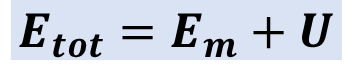 E_tot = E_m + U